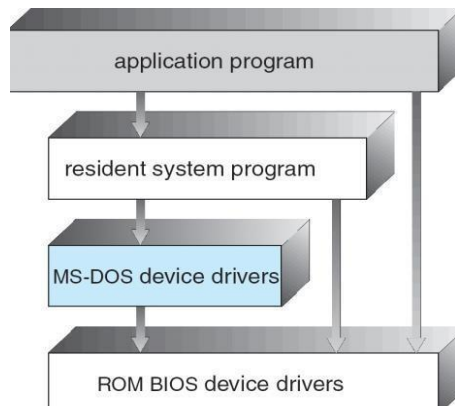 application program
resident system program
MS-DOS device drivers
ROM BIOS device drivers